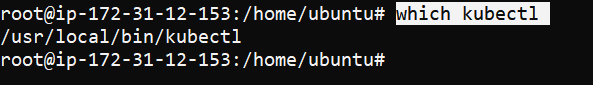 root@ip-172-31-12-153:/home/ubuntu# which kubectl
/usr/local/bin/kubectl
root@ip-172-31-12-153:/home/ubuntu#